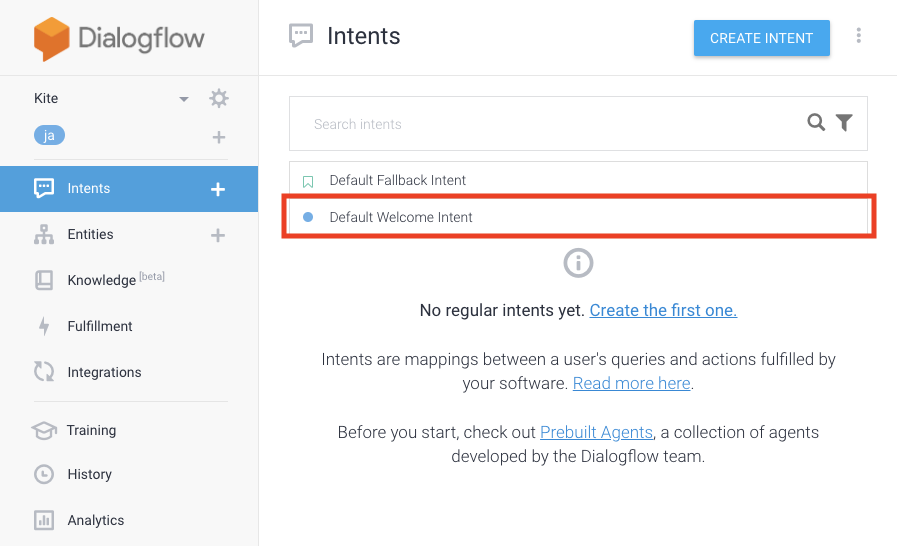 Dialogflow
Kite
ja
Intents
Entities
Knowledge [beta]
Fulfillment
Integrations
Training
History
Analytics
Intents
CREATE INTENT
Search intents
Default Fallback Intent
Default Welcome Intent
No regular intents yet. Create the first one.
Intents are mappings between a user's queries and actions fulfilled by
your software. Read more here.
Before you start, check out Prebuilt Agents, a collection of agents
developed by the Dialogflow team.